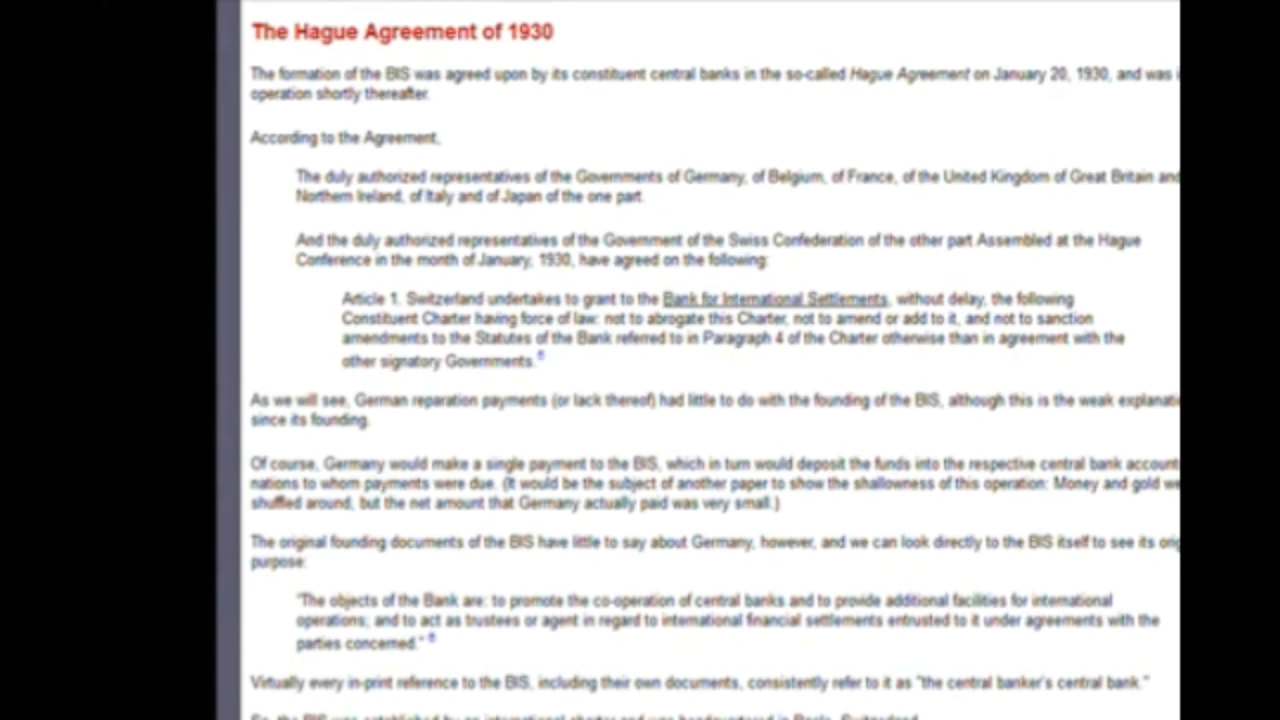 The Hague Agreement of 1930
The formation of the BIS was agreed upon by its constituent central banks in the so-called Hague Agreement on January 20, 1930, and was i
operation shortly thereafter.
According to the Agreement,
The duly authorized representatives of the Governments of Germany, of Belgium, of France, of the United Kingdom of Great Britain and
Northern Ireland, of Italy and of Japan of the one part.
And the duly authorized representatives of the Government of the Swiss Confederation of the other part Assembled at the Hague
Conference in the month of January, 1930, have agreed on the following:
Article 1. Switzerland undertakes to grant to the Bank for International Settlements, without delay, the following
Constituent Charter having force of law: not to abrogate this Charter, not to amend or add to it, and not to sanction
amendments to the Statutes of the Bank referred to in Paragraph 4 of the Charter otherwise than in agreement with the
other signatory Governments.
As we will see, German reparation payments (or lack thereof) had little to do with the founding of the BIS, although this is the weak explanati
since its founding.
Of course, Germany would make a single payment to the BIS, which in turn would deposit the funds into the respective central bank account
nations to whom payments were due. (It would be the subject of another paper to show the shallowness of this operation: Money and gold we
shuffled around, but the net amount that Germany actually paid was very small.)
The original founding documents of the BIS have little to say about Germany, however, and we can look directly to the BIS itself to see its orig
purpose:
"The objects of the Bank are: to promote the co-operation of central banks and to provide additional facilities for international
operations; and to act as trustees or agent in regard to international financial settlements entrusted to it under agreements with the
parties concerned." 6
Virtually every in-print reference to the BIS, including their own documents, consistently refer to it as "the central banker's central bank."
So, the BIS was established by an international charter and was headquartered in Basle, Switzerland.